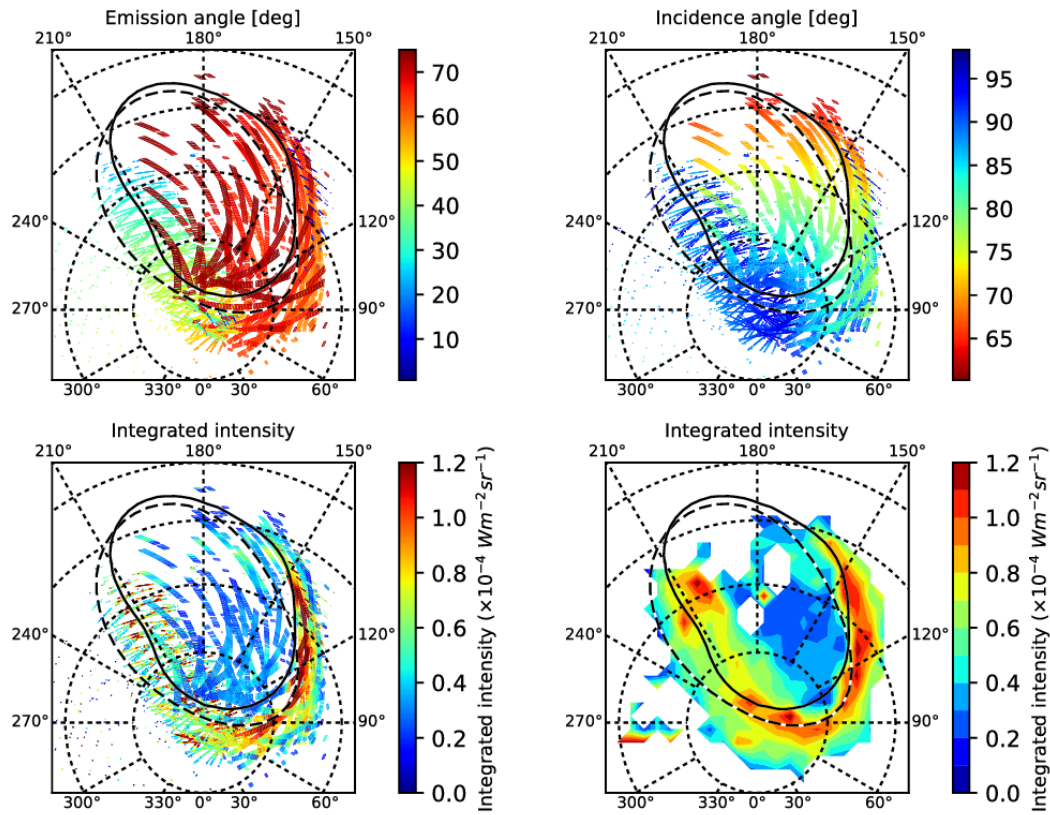 Emission angle [deg]
210° 180° 150°
240° 120°
270° 90°
300° 330° 0° 30° 60°
70
60
50
40
30
20
10
Incidence angle [deg]
210° 180° 150°
240° 120°
270° 90°
300° 330° 0° 30° 60°
95
90
85
80
75
70
65
Integrated intensity
210° 180° 150°
240° 120°
270° 90°
300° 330° 0° 30° 60°
1.2
1.0
0.8
0.6
0.4
0.2
0.0
Integrated intensity (×10⁻⁴ Wm⁻²sr⁻¹)
Integrated intensity
210° 180° 150°
240° 120°
270° 90°
300° 330° 0° 30° 60°
1.2
1.0
0.8
0.6
0.4
0.2
0.0
Integrated intensity (×10⁻⁴ Wm⁻²sr⁻¹)